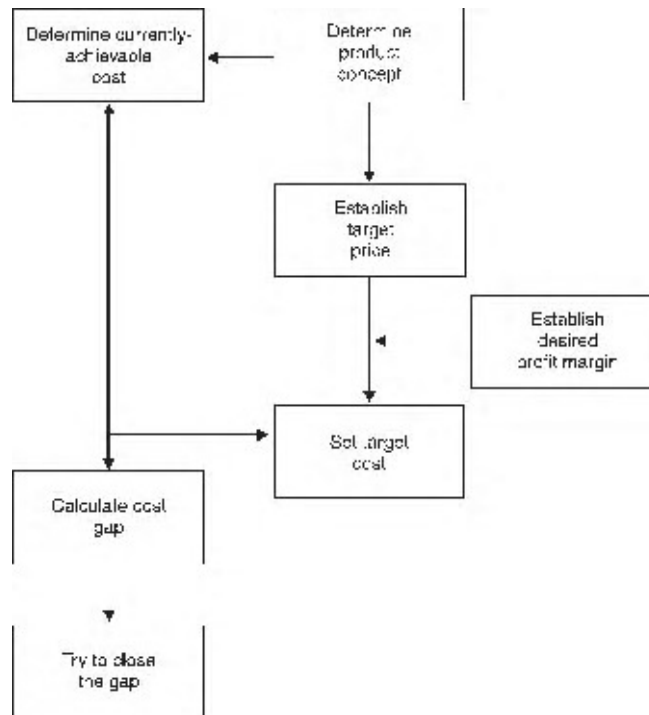 Determine currently-
achievable
cost
Determine
product
concept
Establish
target
price
Establish
desired
profit margin
Set target
cost
Calculate cost
gap
Try to close
the gap